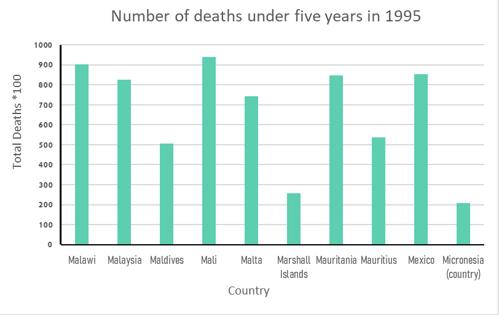 Number of deaths under five years in 1995
Total Deaths *100
1000
900
800
700
600
500
400
300
200
100
0
Malawi Malaysia Maldives Mali Malta Marshall Mauritania Mauritius Mexico Micronesia
Islands (country)
Country